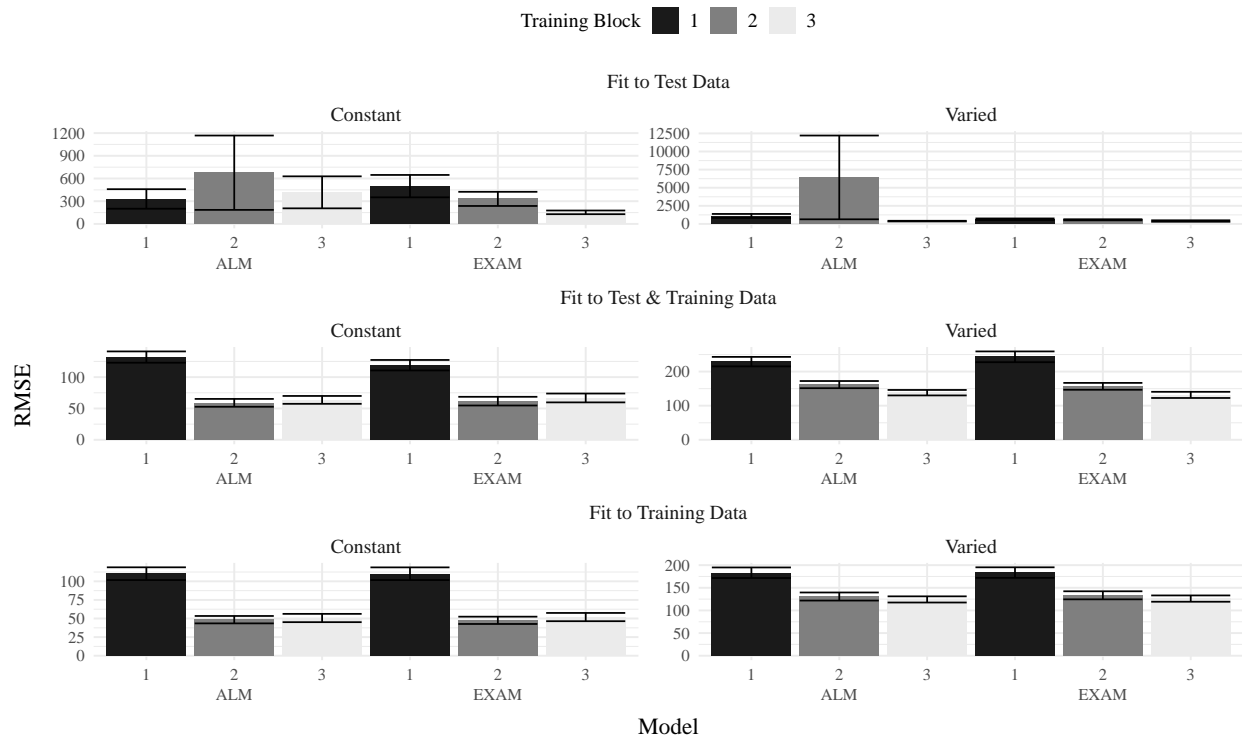 Training Block 1 2 3
Fit to Test Data
Constant Varied
1200
900
600
300
0
12500
10000
7500
5000
2500
0
1 2 3 1 2 3 1 2 3 1 2 3
ALM EXAM ALM EXAM
Fit to Test & Training Data
Constant Varied
100
50
0
200
100
0
1 2 3 1 2 3 1 2 3 1 2 3
ALM EXAM ALM EXAM
Fit to Training Data
Constant Varied
100
75
50
25
0
200
150
100
50
0
1 2 3 1 2 3 1 2 3 1 2 3
ALM EXAM ALM EXAM
RMSE
Model